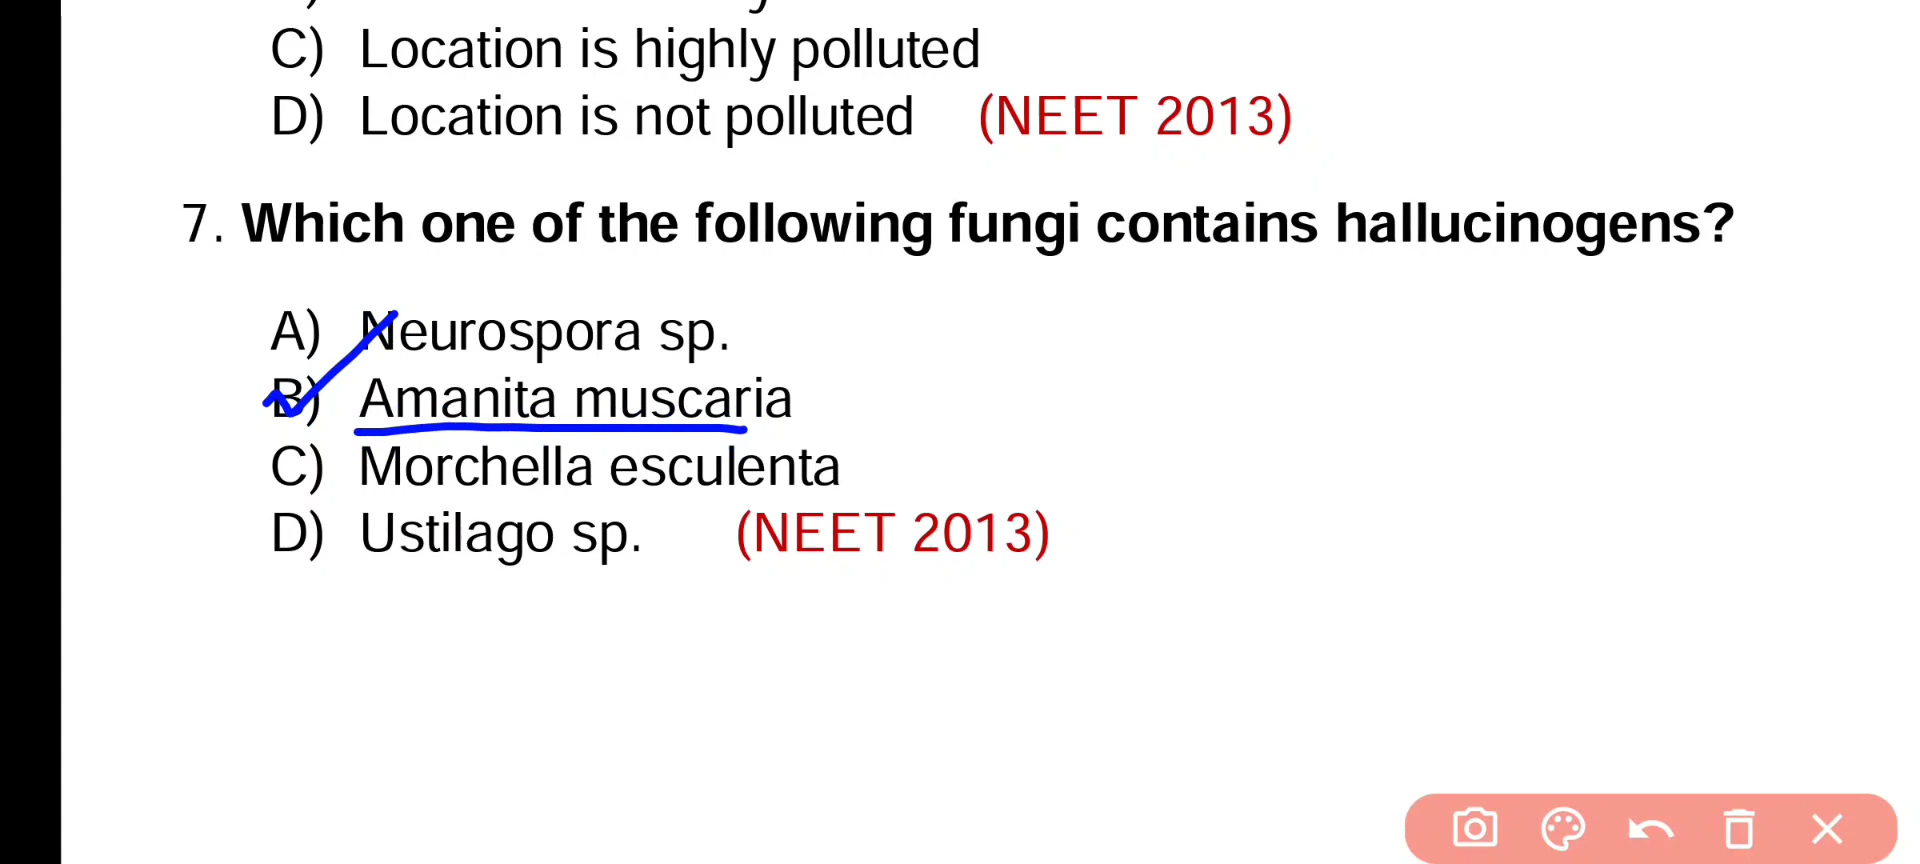 C) Location is highly polluted
D) Location is not polluted (NEET 2013)
7. Which one of the following fungi contains hallucinogens?
A) Neurospora sp.
B) Amanita muscaria
C) Morchella esculenta
D) Ustilago sp. (NEET 2013)